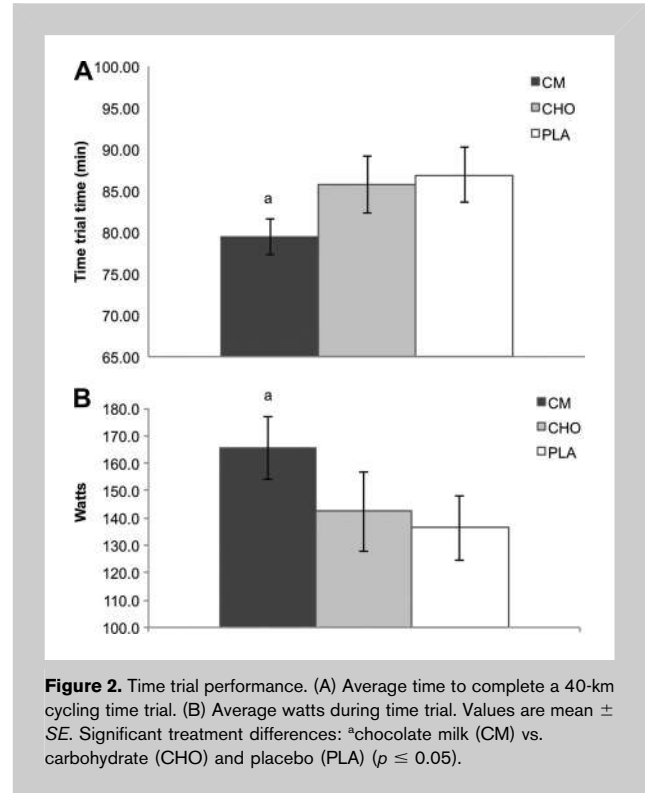 A
100.00
95.00
90.00
85.00
80.00
75.00
70.00
65.00
Time trial time (min)
a
CM
CHO
PLA
B
180.0
170.0
160.0
150.0
140.0
130.0
120.0
110.0
100.0
Watts
a
CM
CHO
PLA
Figure 2. Time trial performance. (A) Average time to complete a 40-km
cycling time trial. (B) Average watts during time trial. Values are mean ±
SE. Significant treatment differences: ᵃchocolate milk (CM) vs.
carbohydrate (CHO) and placebo (PLA) (p ≤ 0.05).